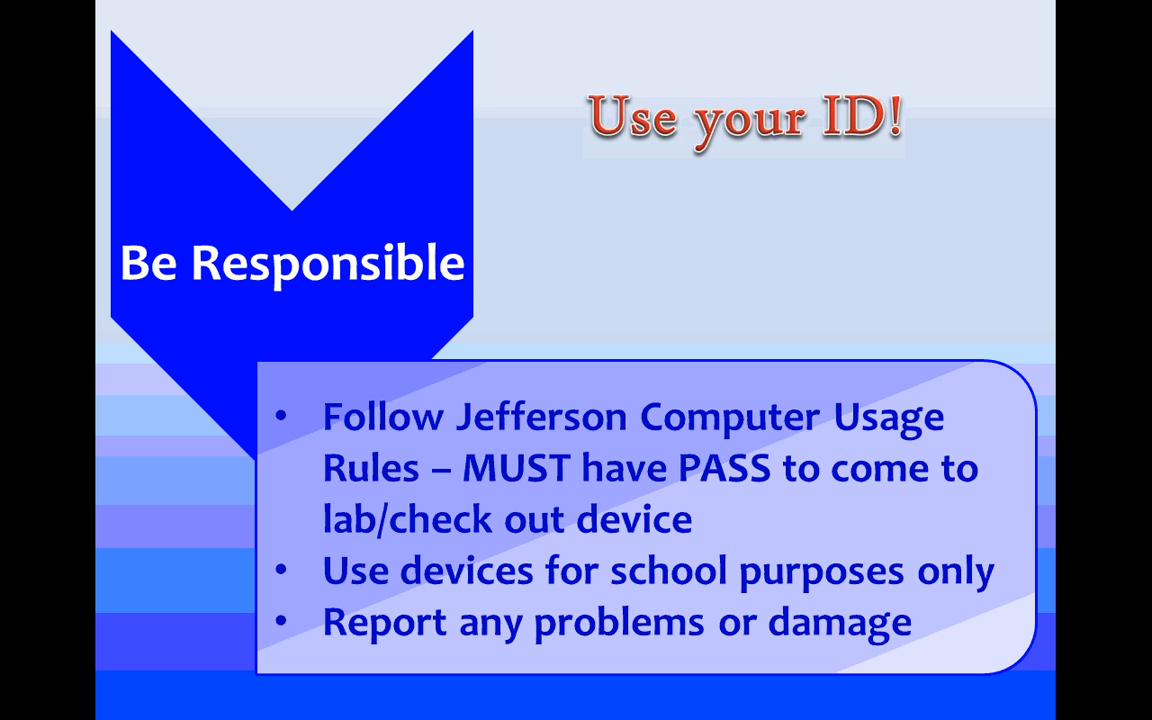 Use your ID!
Be Responsible
• Follow Jefferson Computer Usage
Rules – MUST have PASS to come to
lab/check out device
• Use devices for school purposes only
• Report any problems or damage